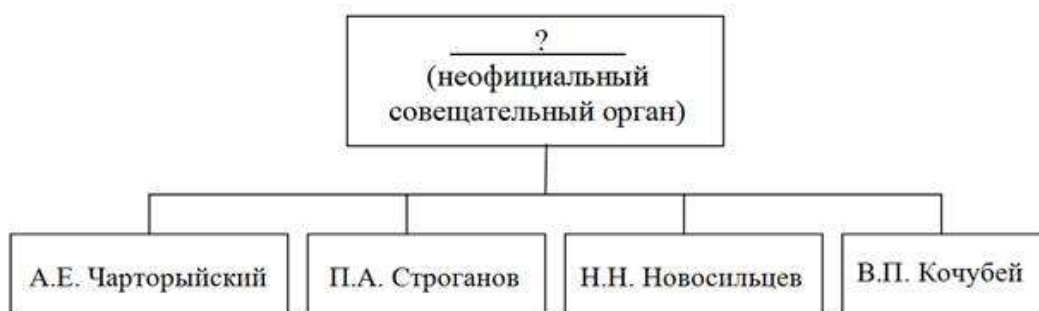 ?
(неофициальный
совещательный орган)
А.Е. Чарторыйский
П.А. Строганов
Н.Н. Новосильцев
В.П. Кочубей